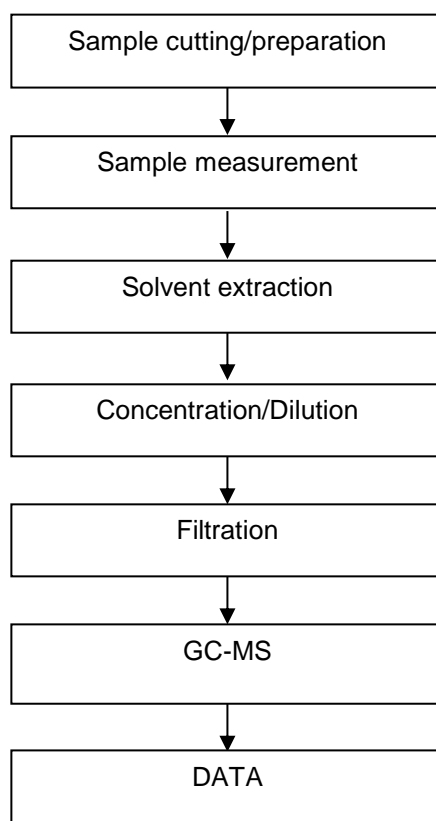 Sample cutting/preparation
Sample measurement
Solvent extraction
Concentration/Dilution
Filtration
GC-MS
DATA